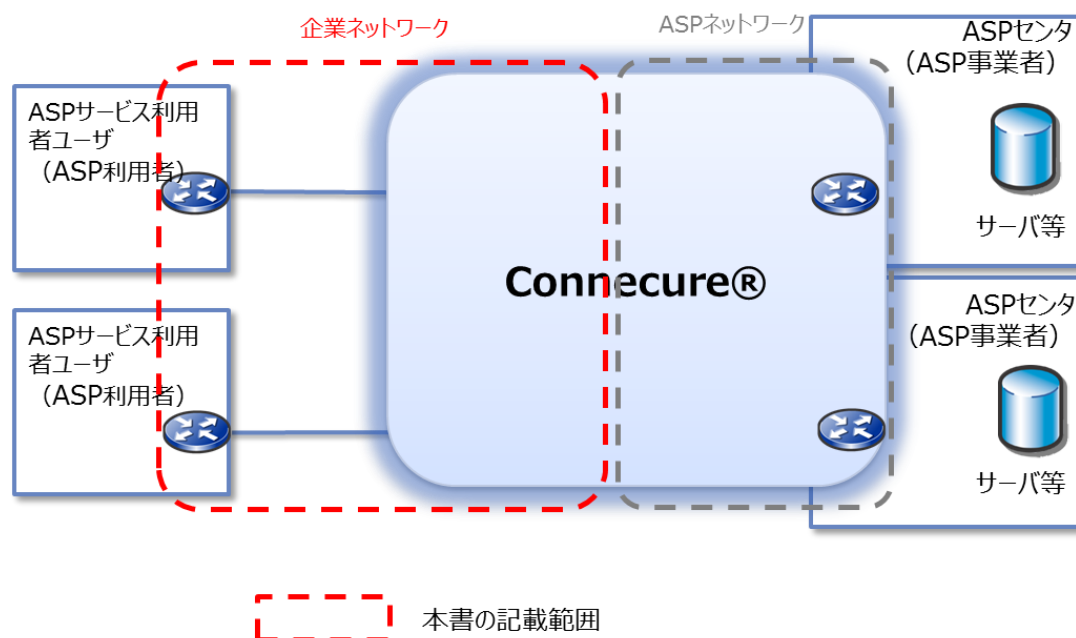 企業ネットワーク
ASPネットワーク
ASPセンタ
（ASP事業者）
サーバ等
ASPサービス利用
者ユーザ
（ASP利用者）
Connecure®
ASPサービス利用
者ユーザ
（ASP利用者）
ASPセンタ
（ASP事業者）
サーバ等
本書の記載範囲